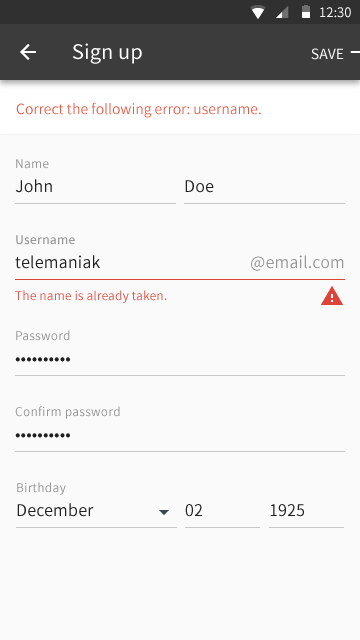 12:30
Sign up
SAVE
Correct the following error: username.
Name
John Doe
Username
telemaniak @email.com
The name is already taken.
Password
••••••••••
Confirm password
••••••••••
Birthday
December 02 1925